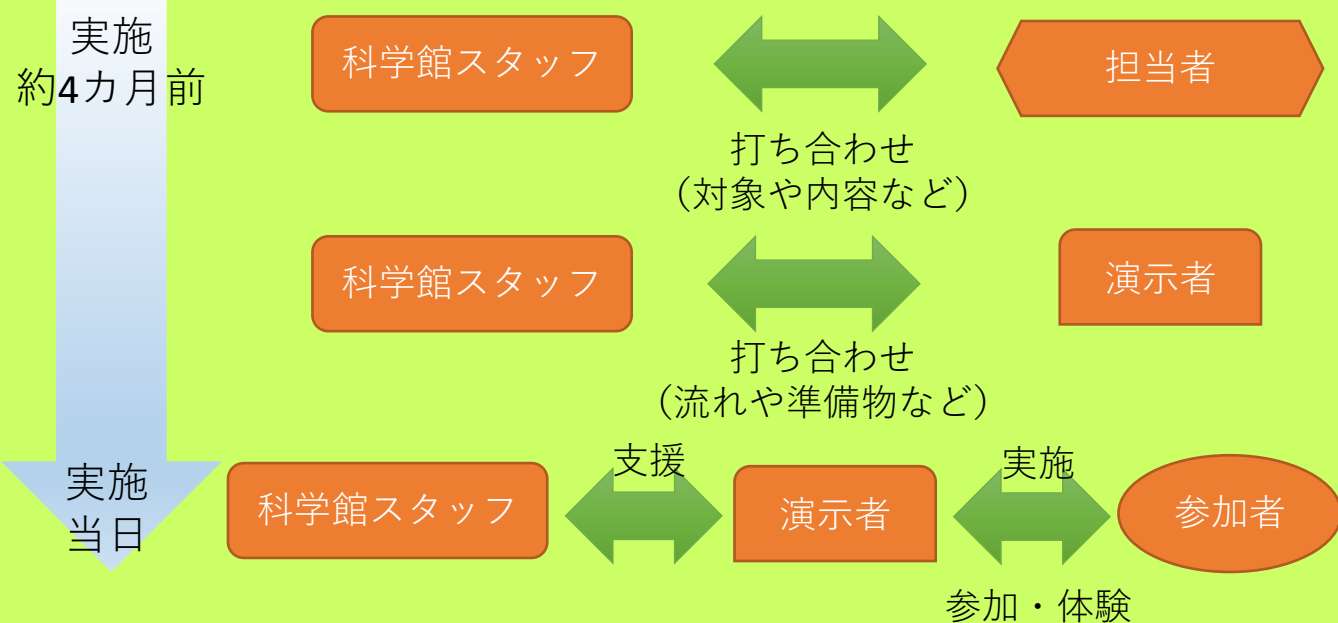 実施
約4カ月前
科学館スタッフ
担当者
打ち合わせ
（対象や内容など）
科学館スタッフ
演示者
打ち合わせ
（流れや準備物など）
実施
当日
科学館スタッフ
支援
演示者
実施
参加者
参加・体験